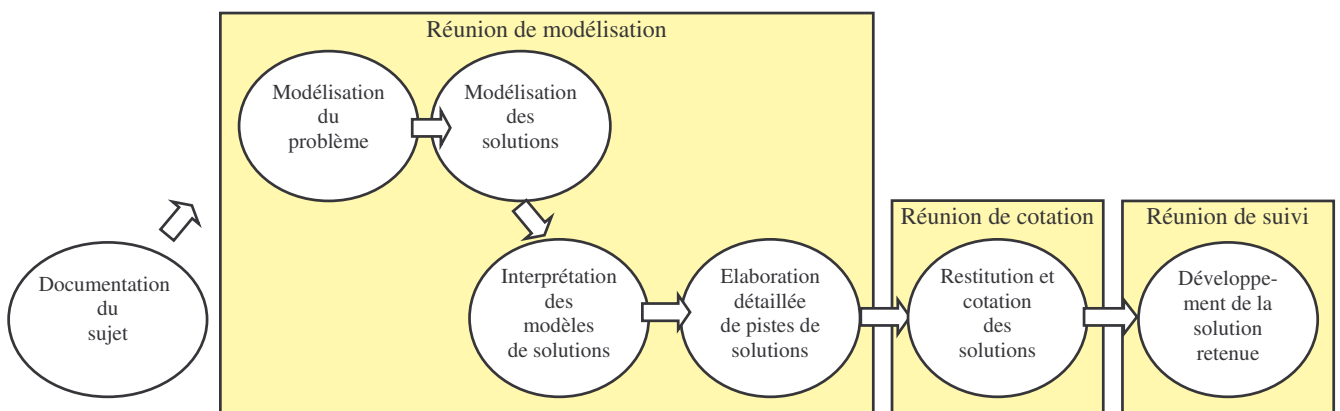 Réunion de modélisation
Modélisation
du
problème
Modélisation
des
solutions
Documentation
du
sujet
Interprétation
des
modèles
de solutions
Elaboration
détaillée
de pistes de
solutions
Réunion de cotation
Restitution et
cotation
des
solutions
Réunion de suivi
Développe-
ment de la
solution
retenue